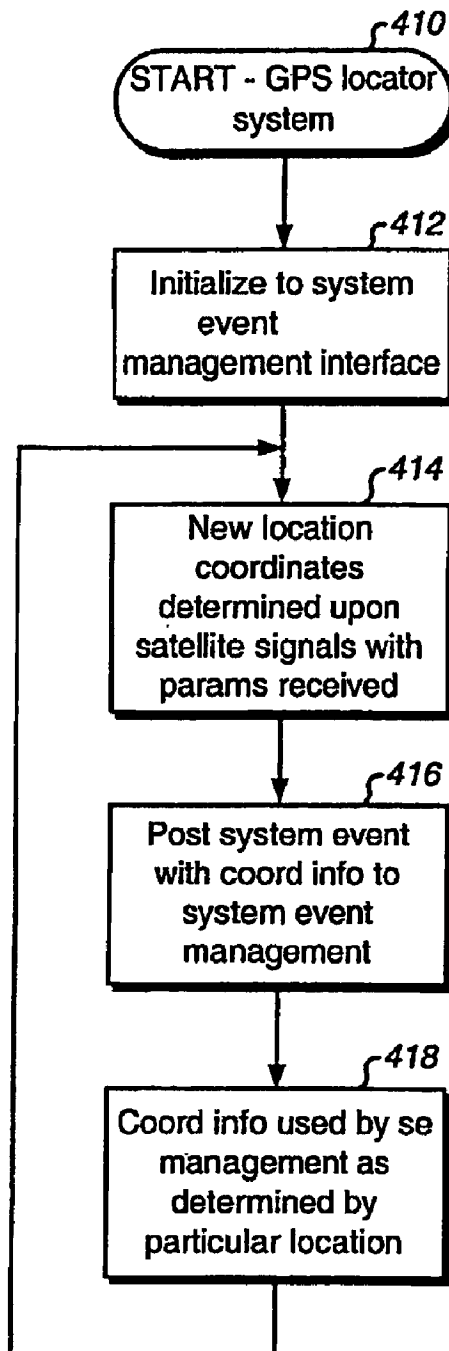 410
START - GPS locator
system
412
Initialize to system
event
management interface
414
New location
coordinates
determined upon
satellite signals with
params received
416
Post system event
with coord info to
system event
management
418
Coord info used by se
management as
determined by
particular location